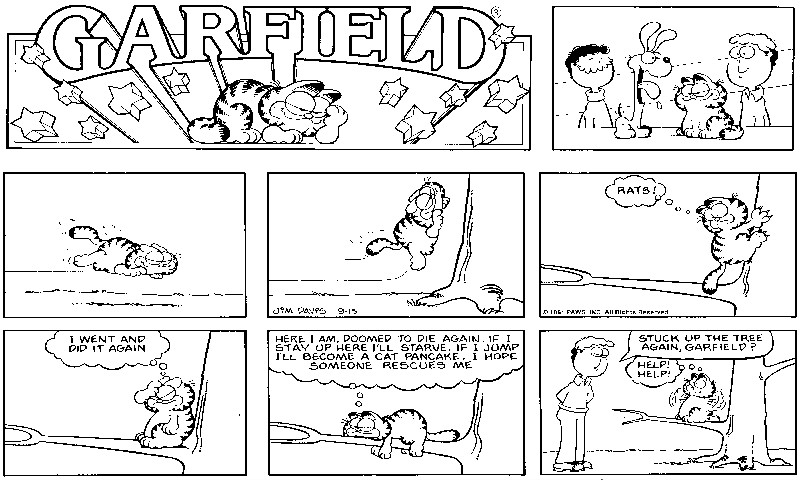 GARFIELD
®
JIM DAVIS 9-13
RATS!
© 1981 PAWS, INC. All Rights Reserved.
I WENT AND
DID IT AGAIN
HERE I AM, DOOMED TO DIE AGAIN. IF I
STAY UP HERE I'LL STARVE. IF I JUMP
I'LL BECOME A CAT PANCAKE. I HOPE
SOMEONE RESCUES ME
STUCK UP THE TREE
AGAIN, GARFIELD?
HELP!
HELP!